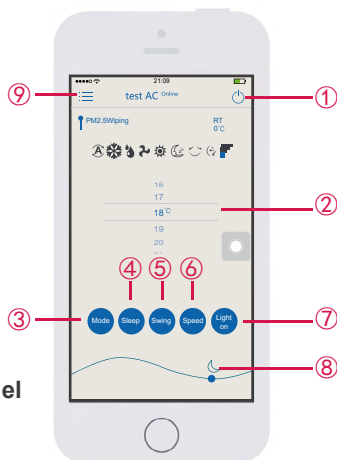 21:09
⑨ test AC Online ①
PM2.5Wiping RT
0℃
16
17
18℃ ②
19
20
④ ⑤ ⑥
③ Mode Sleep Swing Speed Light on ⑦
⑧
el